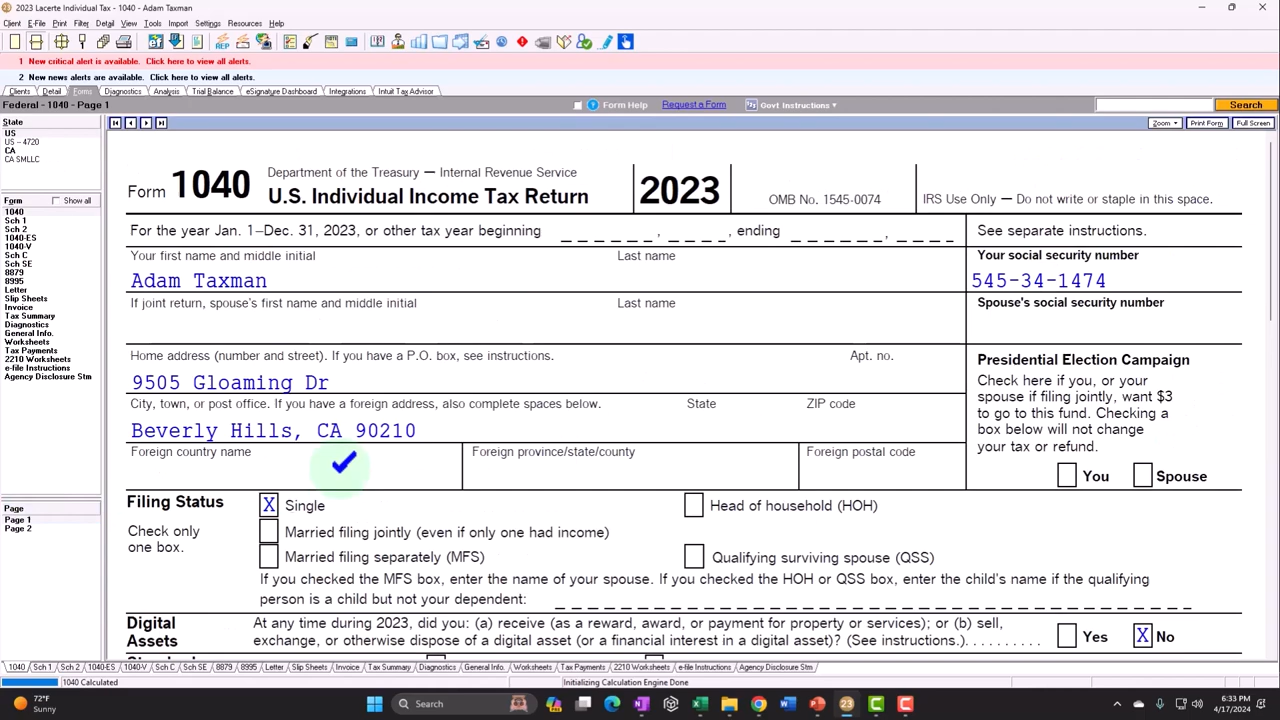 2023 Lacerte Individual Tax - 1040 - Adam Taxman
Client E-File Print Filter Detail View Tools Import Settings Resources Help
1 New critical alert is available. Click here to view all alerts.
2 New news alerts are available. Click here to view all alerts.
Clients Detail Forms Diagnostics Analysis Trial Balance eSignature Dashboard Integrations Intuit Tax Advisor
Federal - 1040 - Page 1
Form Help Request a Form Govt Instructions Search
Zoom Print Form Full Screen
State
US
US – 4720
CA
CA SMLLC
Form Show all
1040
Sch 1
Sch 2
1040-ES
1040-V
Sch C
Sch SE
8879
8995
Letter
Slip Sheets
Invoice
Tax Summary
Diagnostics
General Info.
Worksheets
Tax Payments
2210 Worksheets
e-file Instructions
Agency Disclosure Stm
Page
Page 1
Page 2
Form 1040 Department of the Treasury — Internal Revenue Service
U.S. Individual Income Tax Return 2023 OMB No. 1545-0074 IRS Use Only — Do not write or staple in this space.
For the year Jan. 1–Dec. 31, 2023, or other tax year beginning , , ending , See separate instructions.
Your first name and middle initial Last name Your social security number
Adam Taxman 545-34-1474
If joint return, spouse's first name and middle initial Last name Spouse's social security number
Home address (number and street). If you have a P.O. box, see instructions. Apt. no.
9505 Gloaming Dr
City, town, or post office. If you have a foreign address, also complete spaces below. State ZIP code
Beverly Hills, CA 90210
Foreign country name Foreign province/state/county Foreign postal code
Presidential Election Campaign
Check here if you, or your
spouse if filing jointly, want $3
to go to this fund. Checking a
box below will not change
your tax or refund.
You Spouse
Filing Status X Single Head of household (HOH)
Check only
one box.
Married filing jointly (even if only one had income)
Married filing separately (MFS) Qualifying surviving spouse (QSS)
If you checked the MFS box, enter the name of your spouse. If you checked the HOH or QSS box, enter the child's name if the qualifying
person is a child but not your dependent:
Digital
Assets
At any time during 2023, did you: (a) receive (as a reward, award, or payment for property or services); or (b) sell,
exchange, or otherwise dispose of a digital asset (or a financial interest in a digital asset)? (See instructions.) . . . . . . . . . . Yes X No
1040 Sch 1 Sch 2 1040-ES 1040-V Sch C Sch SE 8879 8995 Letter Slip Sheets Invoice Tax Summary Diagnostics General Info. Worksheets Tax Payments 2210 Worksheets e-file Instructions Agency Disclosure Stm
1040 Calculated Initializing Calculation Engine Done
72°F
Lawrence
Search
23
6:33 PM
4/17/2024